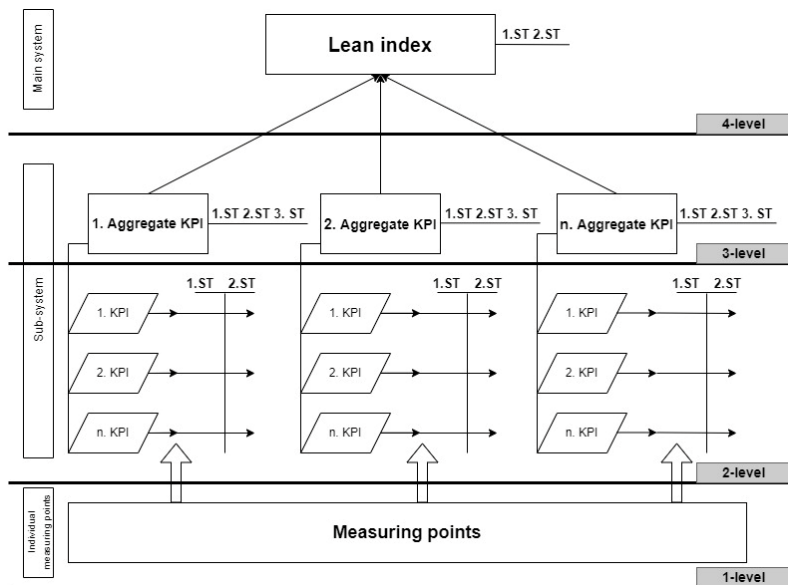 Main system
Lean index
1.ST 2.ST
4-level
Sub-system
1. Aggregate KPI
1.ST 2.ST 3. ST
2. Aggregate KPI
1.ST 2.ST 3. ST
n. Aggregate KPI
1.ST 2.ST 3. ST
3-level
1.ST 2.ST
1.ST 2.ST
1.ST 2.ST
1. KPI
1. KPI
1. KPI
2. KPI
2. KPI
2. KPI
n. KPI
n. KPI
n. KPI
2-level
Individual
measuring points
Measuring points
1-level